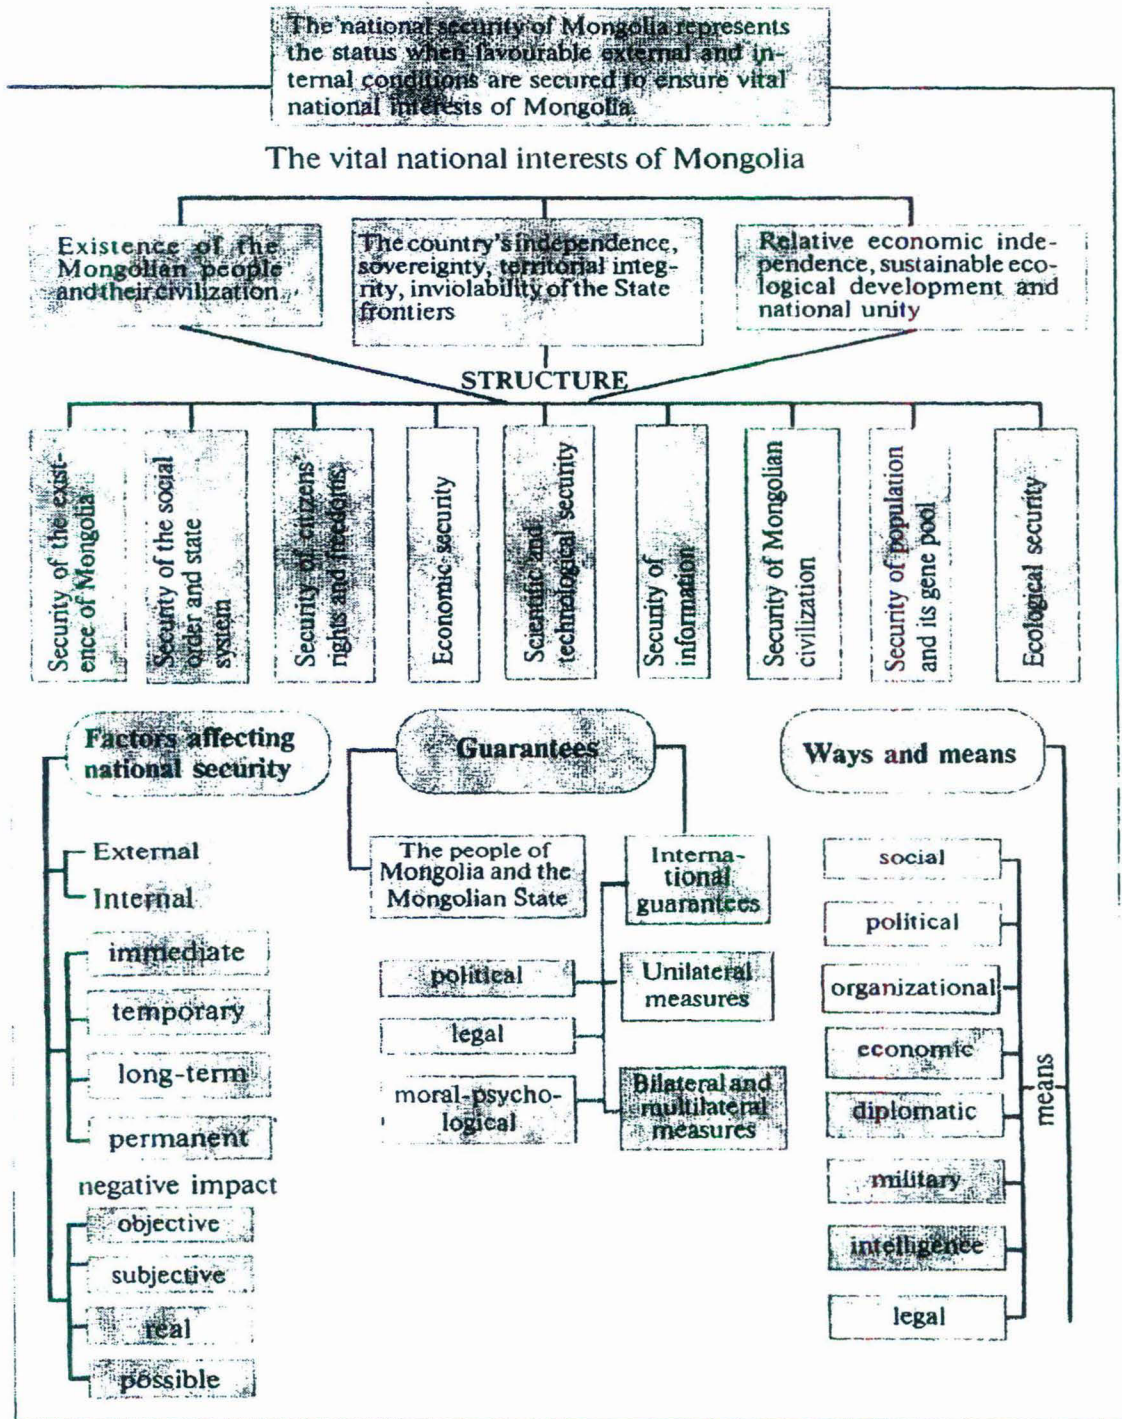 The national security of Mongolia represents
the status when favourable external and in-
ternal conditions are secured to ensure vital
national interests of Mongolia.
The vital national interests of Mongolia
Existence of the
Mongolian people
and their civilization
The country's independence,
sovereignty, territorial integ-
rity, inviolability of the State
frontiers
Relative economic inde-
pendence, sustainable eco-
logical development and
national unity
STRUCTURE
Security of the exist-
ence of Mongolia
Security of the social
order and state
system
Security of citizens'
rights and freedoms
Economic security
Scientific and
technological security
Security of
information
Security of Mongolian
civilization
Security of population
and its gene pool
Ecological security
Factors affecting
national security
External
Internal
immediate
temporary
long-term
permanent
negative impact
objective
subjective
real
possible
Guarantees
The people of
Mongolia and the
Mongolian State
political
legal
moral-psycho-
logical
Interna-
tional
guarantees
Unilateral
measures
Bilateral and
multilateral
measures
Ways and means
social
political
organizational
economic
diplomatic
military
intelligence
legal
means